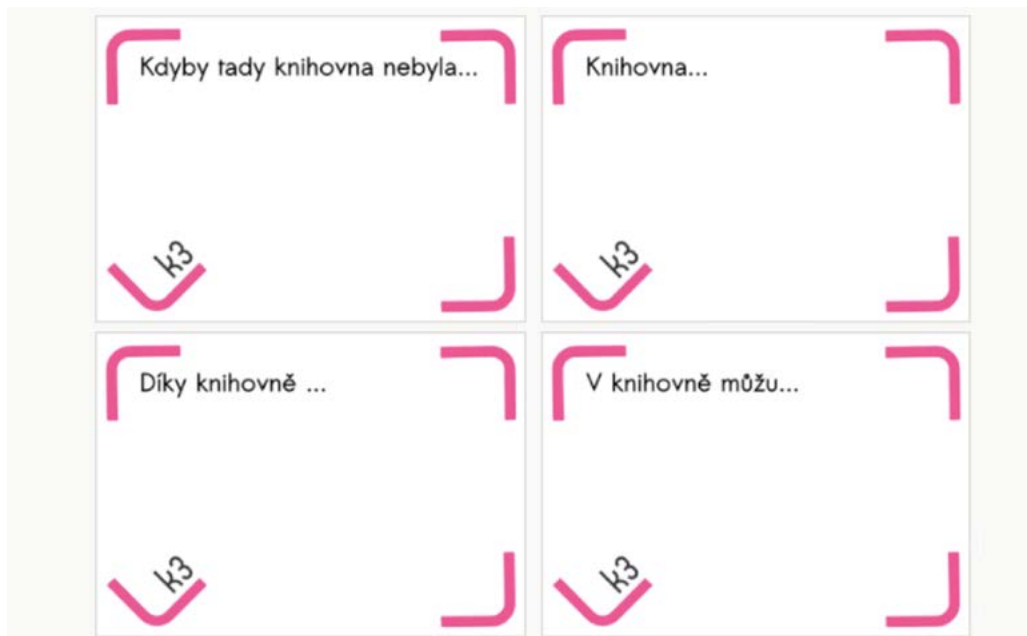 Kdyby tady knihovna nebyla...
Knihovna...
k3
k3
Díky knihovně ...
V knihovně můžu...
k3
k3